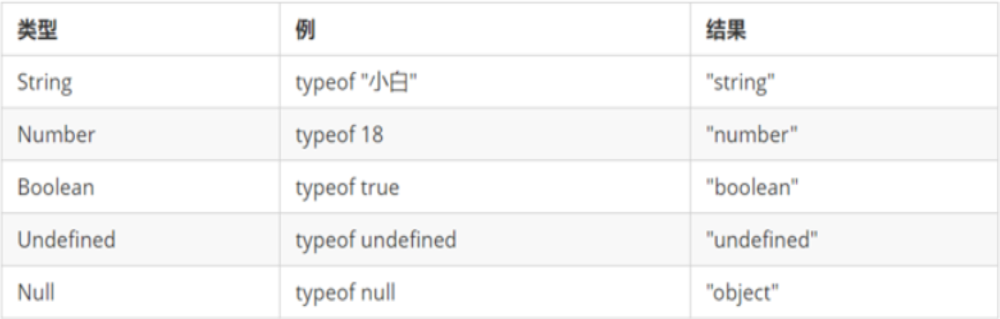 类型 例 结果
String typeof "小白" "string"
Number typeof 18 "number"
Boolean typeof true "boolean"
Undefined typeof undefined "undefined"
Null typeof null "object"